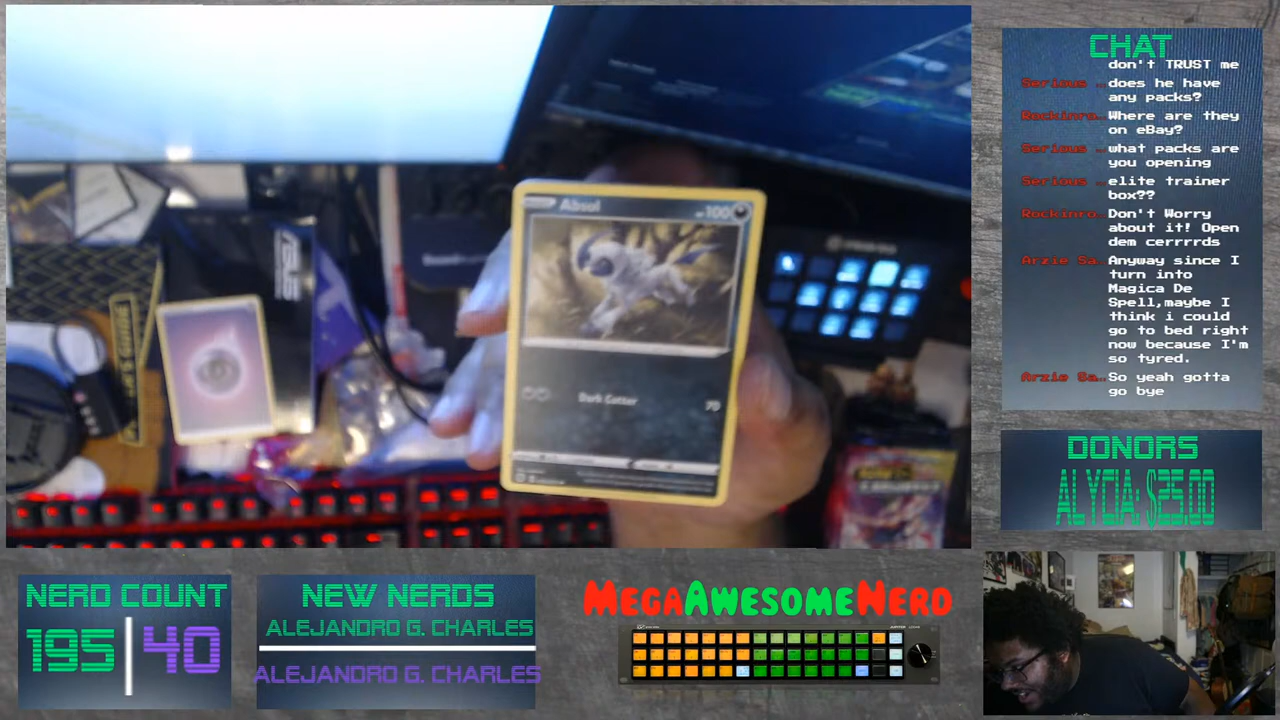 Absol
100
Dark Cutter
70
CHAT
don't TRUST me
Serious ..does he have
any packs?
Rockinro..Where are they
on eBay?
Serious ..what packs are
you opening
Serious ..elite trainer
box??
Rockinro..Don't Worry
about it! Open
dem cerrrrds
Arzie Sa..Anyway since I
turn into
Magica De
Spell,maybe I
think i could
go to bed right
now because I'm
so tyred.
Arzie Sa..So yeah gotta
go bye
DONORS
ALYCIA: $25.00
NERD COUNT
195|40
NEW NERDS
ALEJANDRO G. CHARLES
ALEJANDRO G. CHARLES
MEGAAWESOMENERD